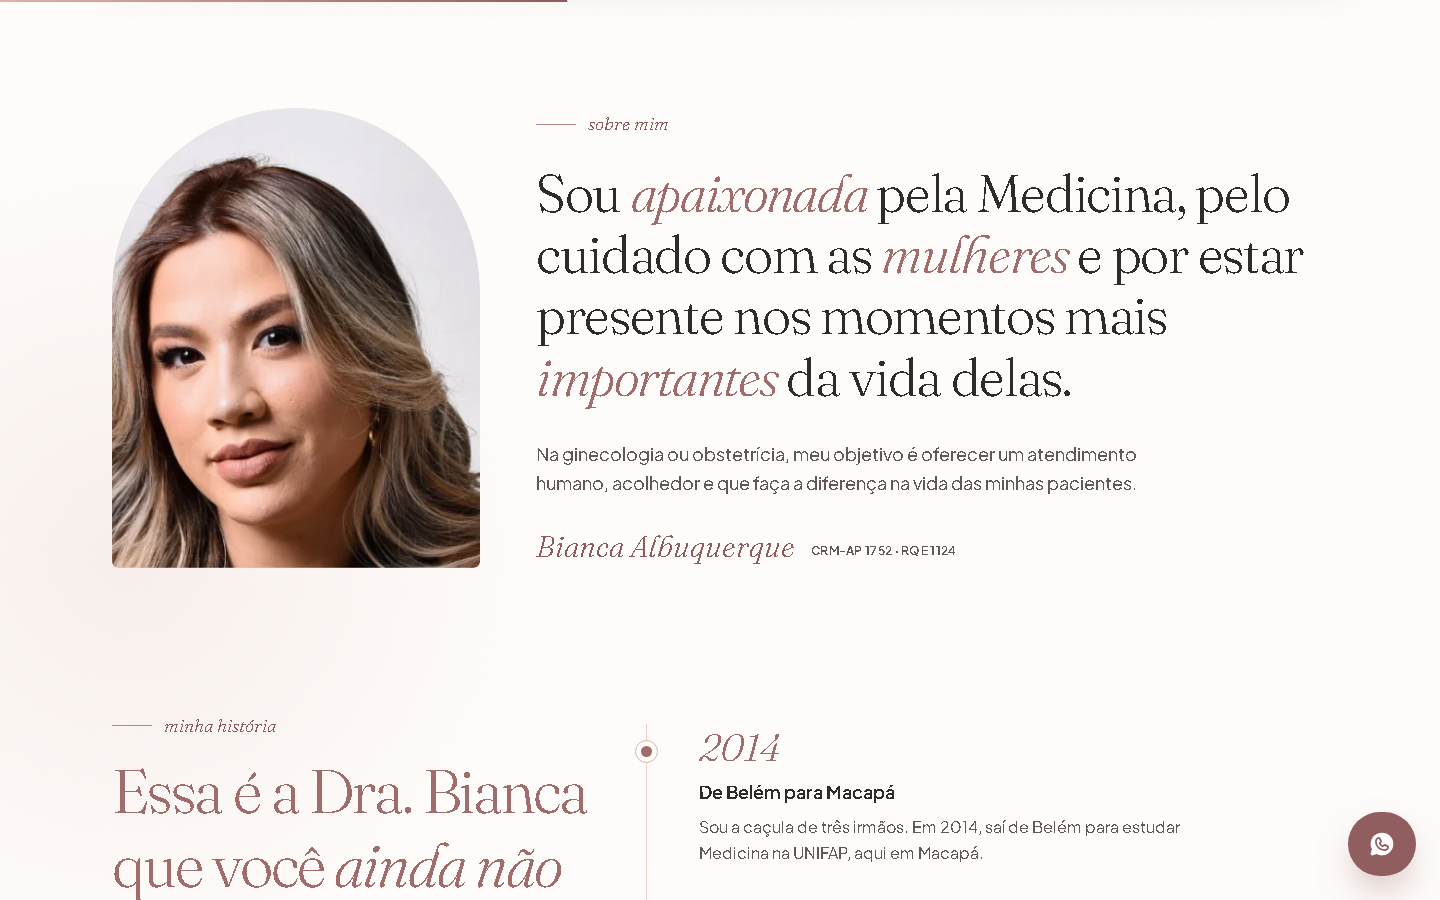 sobre mim
Sou apaixonada pela Medicina, pelo
cuidado com as mulheres e por estar
presente nos momentos mais
importantes da vida delas.
Na ginecologia ou obstetrícia, meu objetivo é oferecer um atendimento
humano, acolhedor e que faça a diferença na vida das minhas pacientes.
Bianca Albuquerque CRM-AP 1752 · RQE 1124
minha história
Essa é a Dra. Bianca
que você ainda não
2014
De Belém para Macapá
Sou a caçula de três irmãos. Em 2014, saí de Belém para estudar
Medicina na UNIFAP, aqui em Macapá.